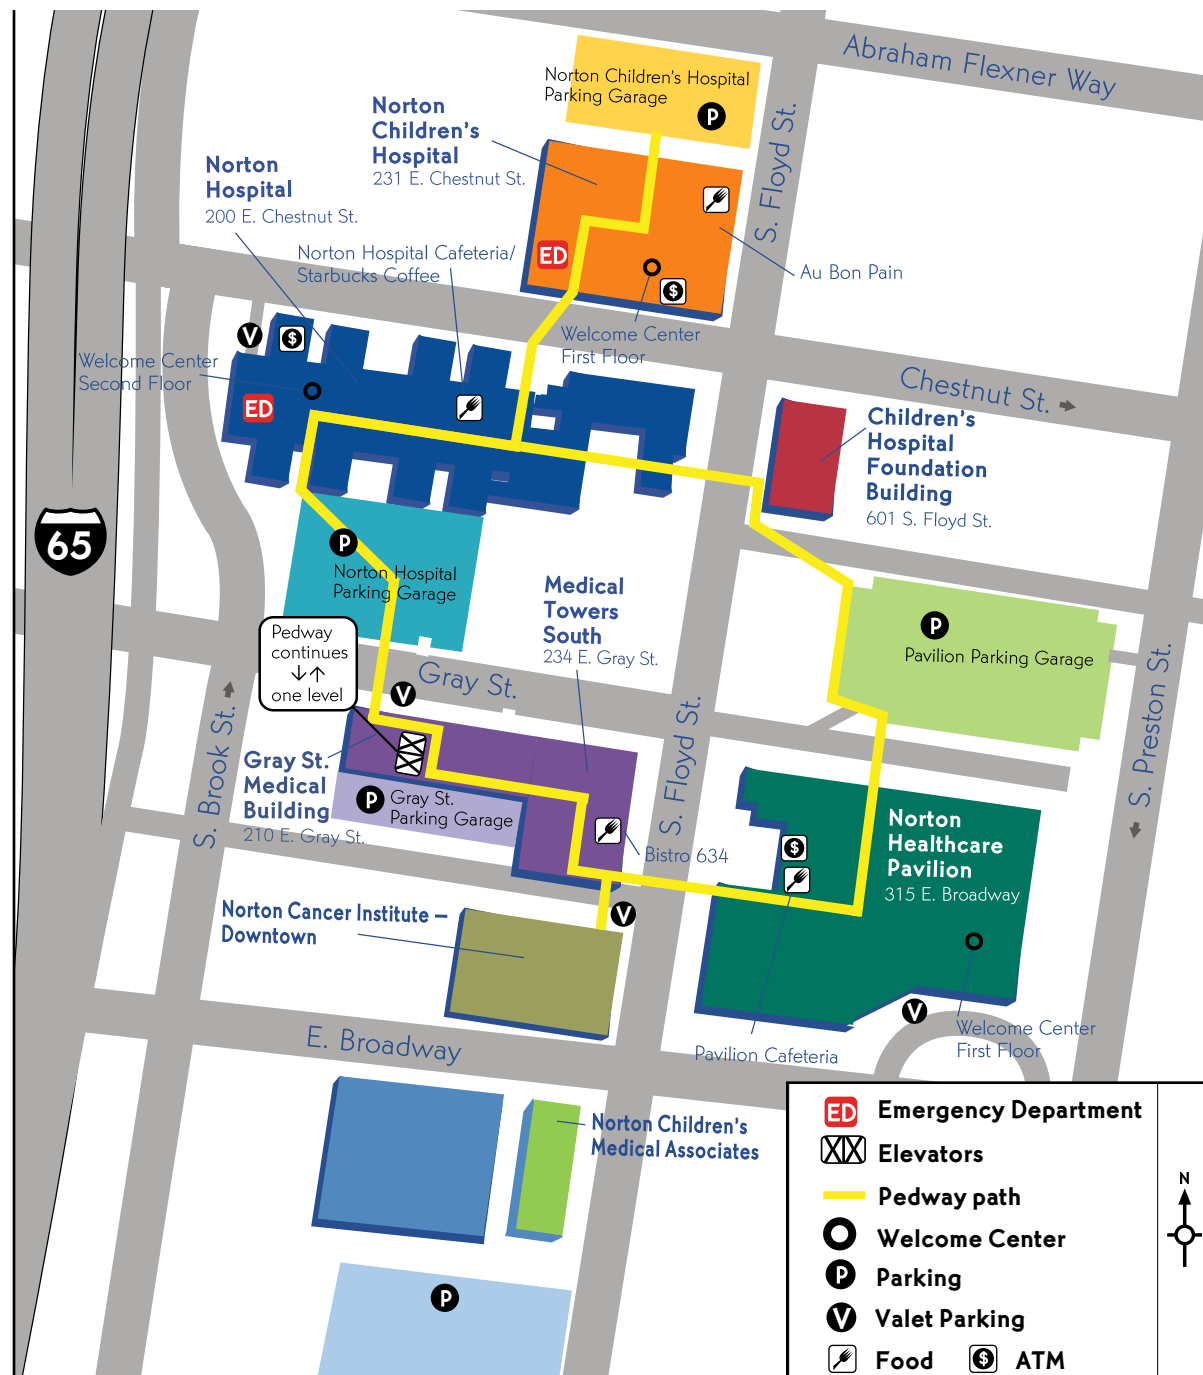 Abraham Flexner Way
Norton Children's Hospital
Parking Garage
P
Norton
Children's
Hospital
231 E. Chestnut St.
S. Floyd St.
Norton
Hospital
200 E. Chestnut St.
ED
Norton Hospital Cafeteria/
Starbucks Coffee
Au Bon Pain
$
Welcome Center
First Floor
V
$
Welcome Center
Second Floor
ED
Chestnut St.
Children's
Hospital
Foundation
Building
601 S. Floyd St.
65
P
Norton Hospital
Parking Garage
Medical
Towers
South
234 E. Gray St.
P
Pavilion Parking Garage
Pedway
continues
↓↑
one level
Gray St.
V
S. Brook St.
S. Floyd St.
S. Preston St.
Gray St.
Medical
Building
210 E. Gray St.
P
Gray St.
Parking Garage
Bistro 634
$
Norton
Healthcare
Pavilion
315 E. Broadway
Norton Cancer Institute –
Downtown
V
V
Welcome Center
First Floor
Pavilion Cafeteria
E. Broadway
Norton Children's
Medical Associates
P
ED Emergency Department
Elevators
Pedway path
Welcome Center
P Parking
V Valet Parking
Food $ ATM
N